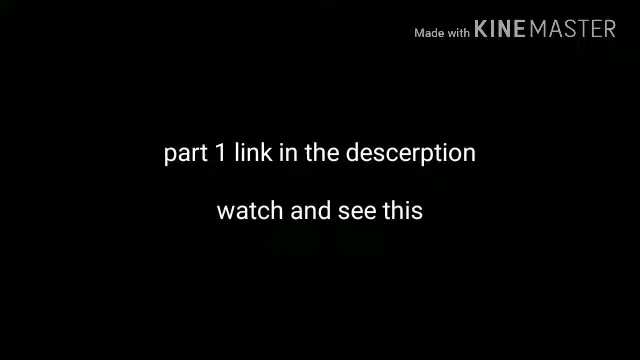 Made with KINEMASTER
part 1 link in the descerption
watch and see this